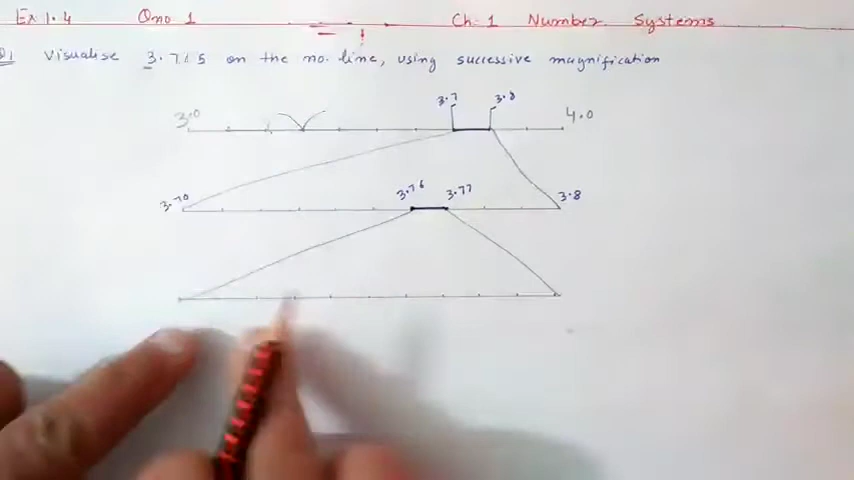 Ex 1.4 Qno 1 Ch-1 Number Systems
Q1 Visualise 3.765 on the no. line, using successive magnification
3.7 3.8
3.0 4.0
3.76 3.77
3.70 3.8